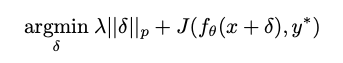 argmin λ||δ||ₚ + J(f_θ(x + δ), y*)
δ